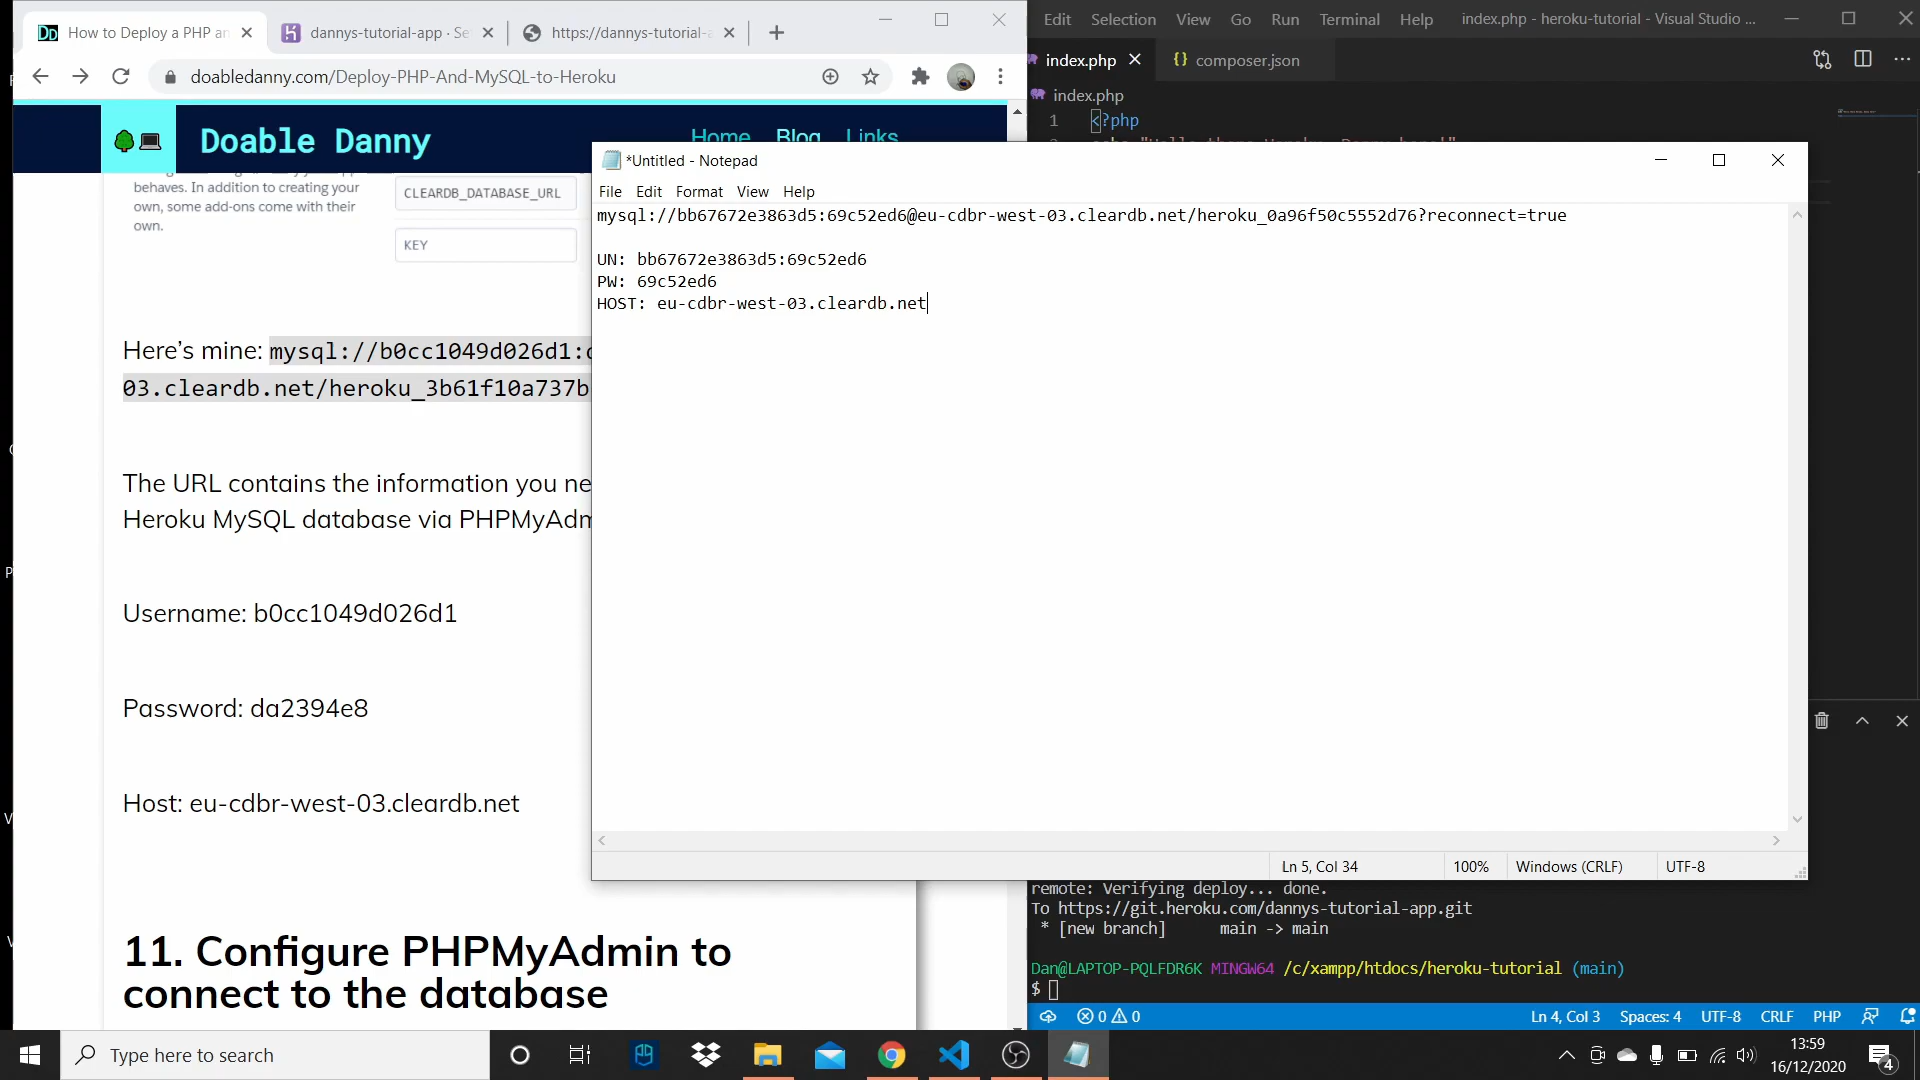 How to Deploy a PHP an
dannys-tutorial-app · Se
https://dannys-tutorial-a
doabledanny.com/Deploy-PHP-And-MySQL-to-Heroku
Doable Danny
Home Blog Links
behaves. In addition to creating your
own, some add-ons come with their
own.
CLEARDB_DATABASE_URL
KEY
Here’s mine: mysql://b0cc1049d026d1:
03.cleardb.net/heroku_3b61f10a737b
The URL contains the information you ne
Heroku MySQL database via PHPMyAdm
Username: b0cc1049d026d1
Password: da2394e8
Host: eu-cdbr-west-03.cleardb.net
11. Configure PHPMyAdmin to
connect to the database
*Untitled - Notepad
File Edit Format View Help
mysql://bb67672e3863d5:69c52ed6@eu-cdbr-west-03.cleardb.net/heroku_0a96f50c5552d76?reconnect=true
UN: bb67672e3863d5:69c52ed6
PW: 69c52ed6
HOST: eu-cdbr-west-03.cleardb.net
Ln 5, Col 34 100% Windows (CRLF) UTF-8
Edit Selection View Go Run Terminal Help index.php - heroku-tutorial - Visual Studio ...
index.php {} composer.json
index.php
1 <?php
remote: Verifying deploy... done.
To https://git.heroku.com/dannys-tutorial-app.git
* [new branch] main -> main
Dan@LAPTOP-PQLFDR6K MINGW64 /c/xampp/htdocs/heroku-tutorial (main)
$
0 0 Ln 4, Col 3 Spaces: 4 UTF-8 CRLF PHP
Type here to search
13:59
16/12/2020
4